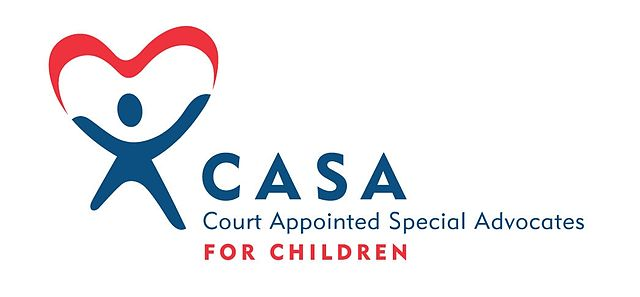 CASA
Court Appointed Special Advocates
FOR CHILDREN